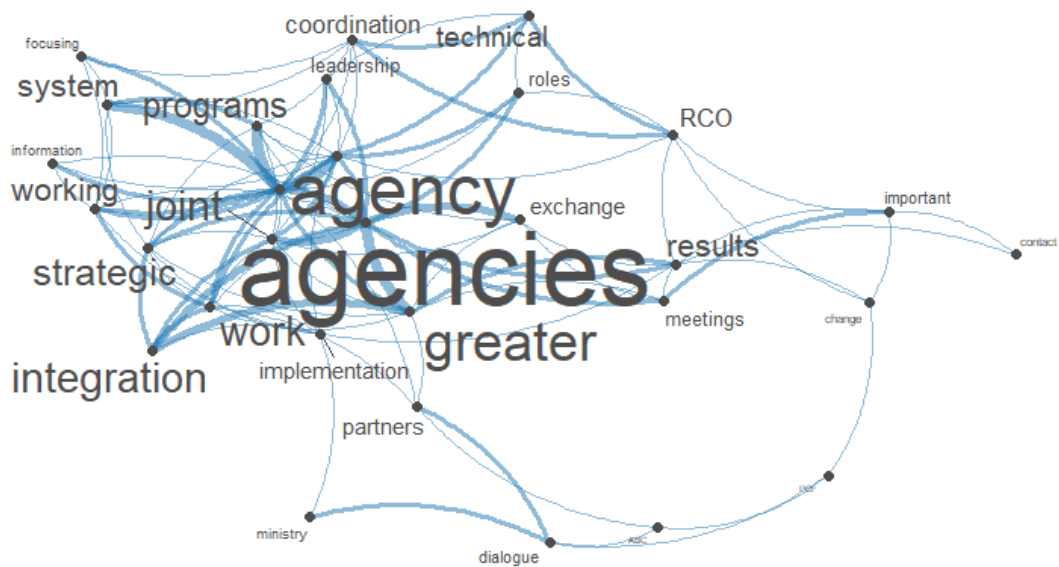 coordination
technical
focusing
leadership
system
roles
programs
RCO
information
working
agency
joint
important
exchange
contact
results
strategic
agencies
meetings
change
work
greater
implementation
integration
partners
ministry
dialogue